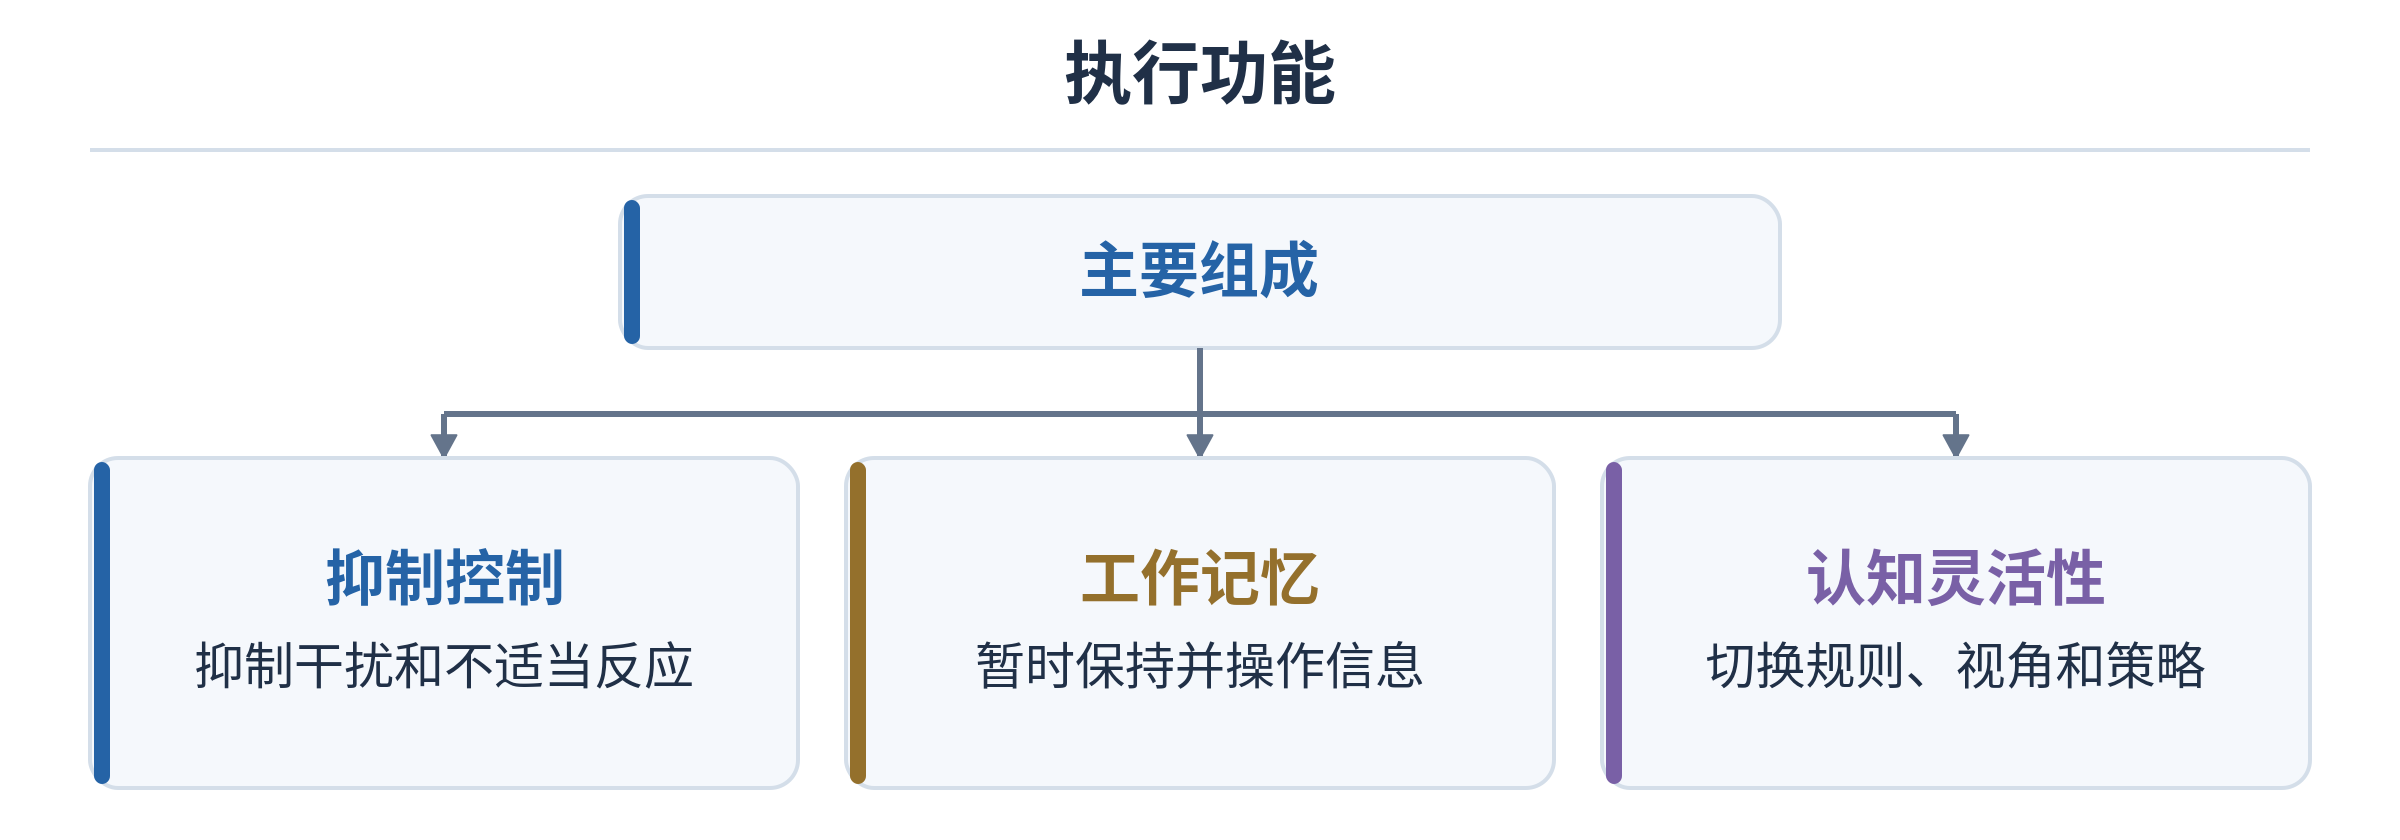 执行功能
主要组成
抑制控制
抑制干扰和不适当反应
工作记忆
暂时保持并操作信息
认知灵活性
切换规则、视角和策略